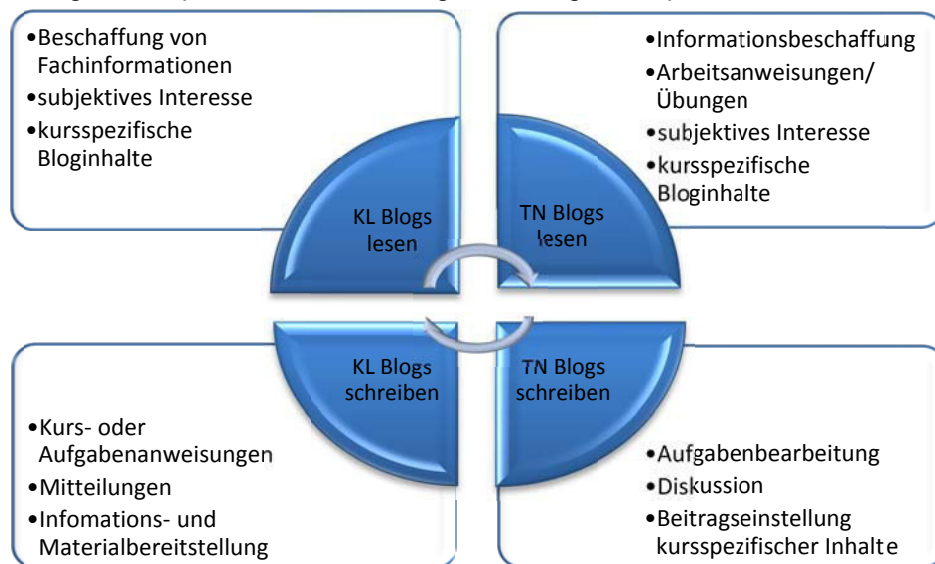 •Beschaffung von
Fachinformationen
•subjektives Interesse
•kursspezifische
Bloginhalte
•Informationsbeschaffung
•Arbeitsanweisungen/
Übungen
•subjektives Interesse
•kursspezifische
Bloginhalte
KL Blogs
lesen
TN Blogs
lesen
KL Blogs
schreiben
TN Blogs
schreiben
•Kurs- oder
Aufgabenanweisungen
•Mitteilungen
•Infomations- und
Materialbereitstellung
•Aufgabenbearbeitung
•Diskussion
•Beitragseinstellung
kursspezifischer Inhalte